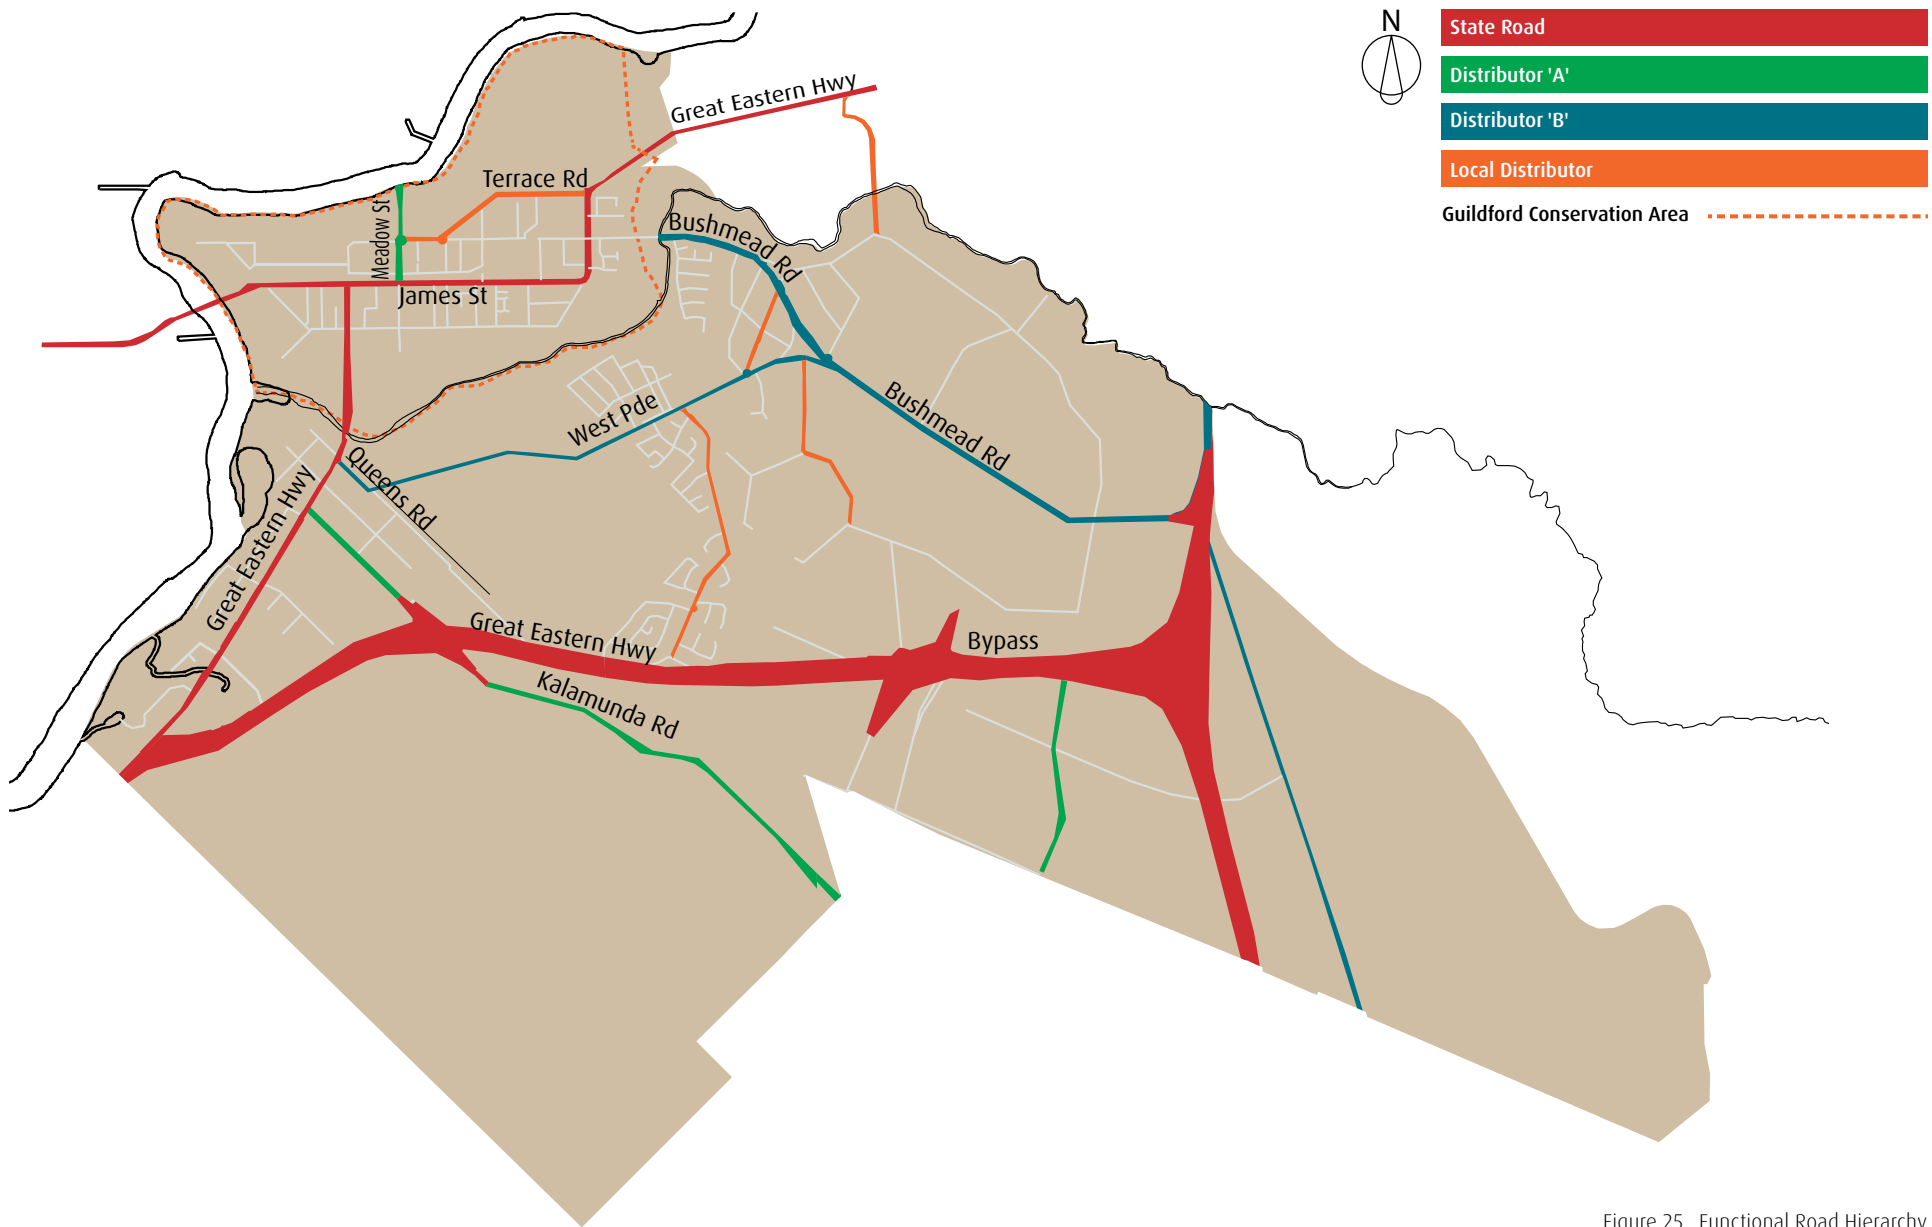 N
State Road
Distributor 'A'
Distributor 'B'
Local Distributor
Guildford Conservation Area
Great Eastern Hwy
Terrace Rd
Meadow St
Bushmead Rd
James St
West Pde
Bushmead Rd
Queens Rd
Great Eastern Hwy
Great Eastern Hwy
Bypass
Kalamunda Rd
Figure 25 Functional Road Hierarchy